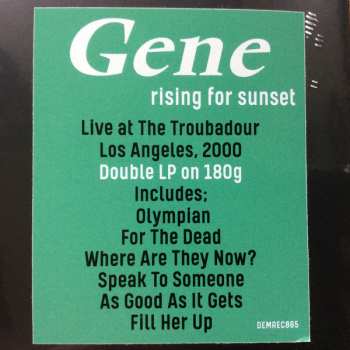 Gene
rising for sunset
Live at The Troubadour
Los Angeles, 2000
Double LP on 180g
Includes;
Olympian
For The Dead
Where Are They Now?
Speak To Someone
As Good As It Gets
Fill Her Up
DEMREC865